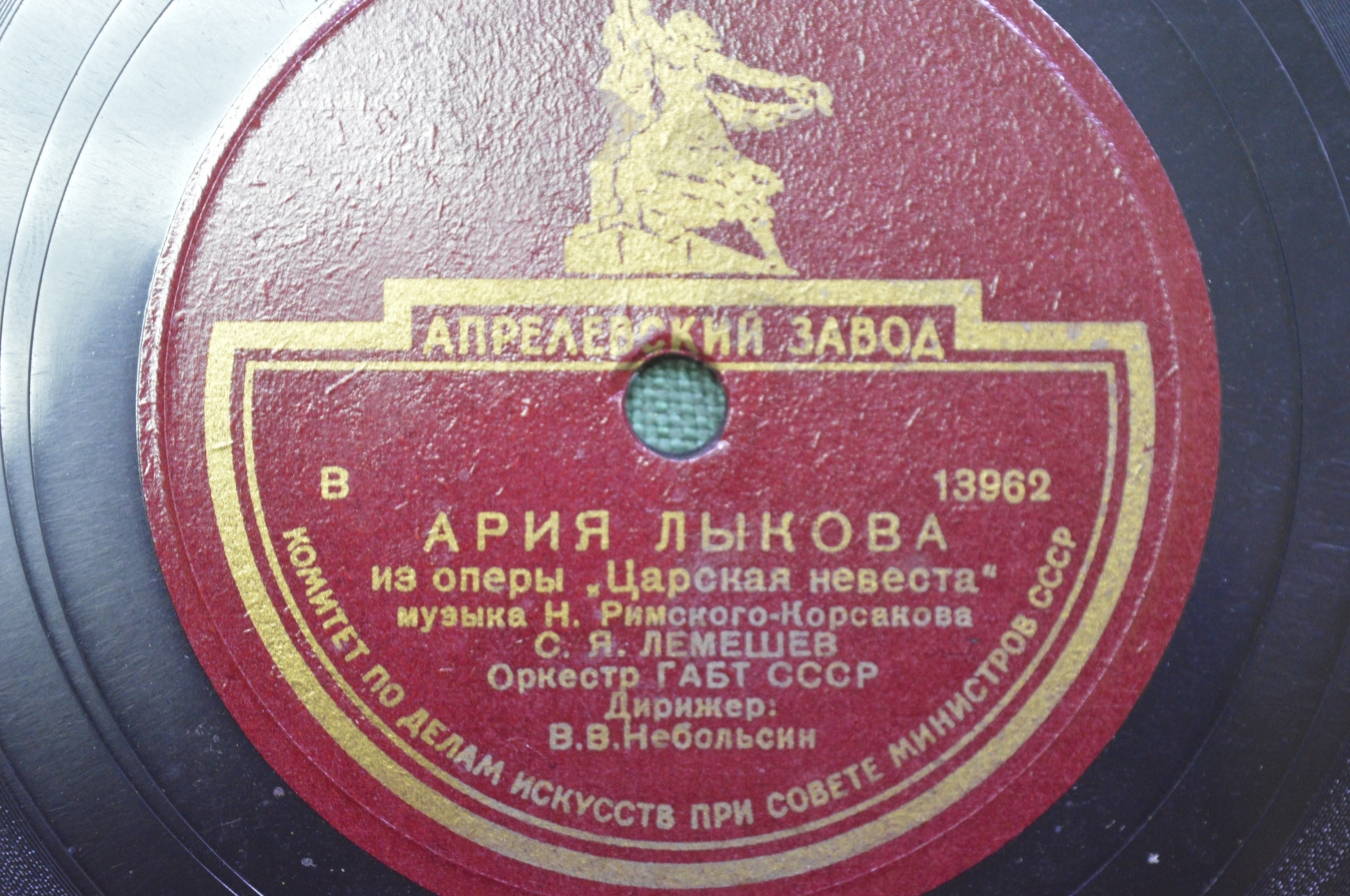 АПРЕЛЕВСКИЙ ЗАВОД
В 13962
АРИЯ ЛЫКОВА
из оперы „Царская невеста“
музыка Н. Римского-Корсакова
С. Я. ЛЕМЕШЕВ
Оркестр ГАБТ СССР
Дирижер:
В.В.Небольсин
КОМИТЕТ ПО ДЕЛАМ ИСКУССТВ ПРИ СОВЕТЕ МИНИСТРОВ СССР